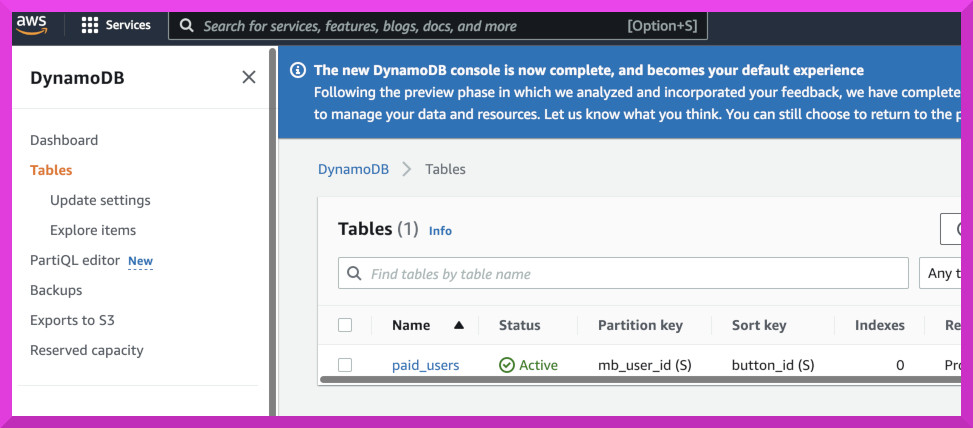 aws
Services
Search for services, features, blogs, docs, and more
[Option+S]
DynamoDB
Dashboard
Tables
Update settings
Explore items
PartiQL editor New
Backups
Exports to S3
Reserved capacity
The new DynamoDB console is now complete, and becomes your default experience
Following the preview phase in which we analyzed and incorporated your feedback, we have complete
to manage your data and resources. Let us know what you think. You can still choose to return to the p
DynamoDB > Tables
Tables (1) Info
Find tables by table name
Any t
Name Status Partition key Sort key Indexes Re
paid_users Active mb_user_id (S) button_id (S) 0 Pro